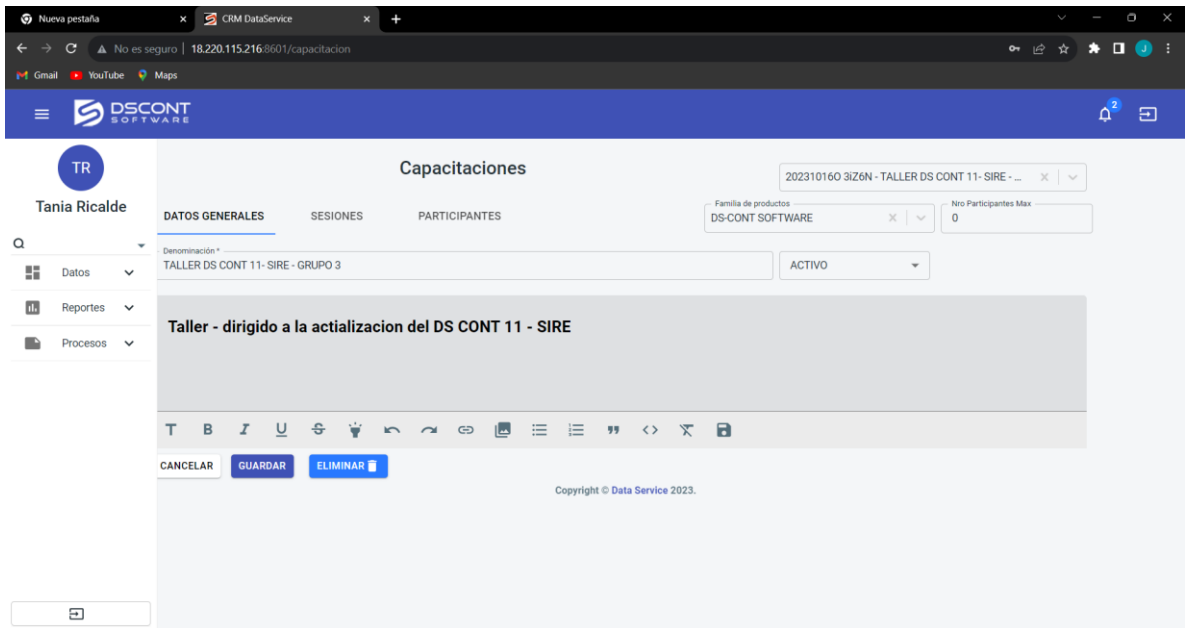 Nueva pestaña
CRM DataService
No es seguro | 18.220.115.216:8601/capacitacion
Gmail YouTube Maps
DSCONT
SOFTWARE
2
TR
Tania Ricalde
Datos
Reportes
Procesos
Capacitaciones
20231016O 3iZ6N - TALLER DS CONT 11- SIRE - ...
DATOS GENERALES SESIONES PARTICIPANTES
Familia de productos
DS-CONT SOFTWARE
Nro Participantes Max
0
Denominación *
TALLER DS CONT 11- SIRE - GRUPO 3
ACTIVO
Taller - dirigido a la actializacion del DS CONT 11 - SIRE
CANCELAR GUARDAR ELIMINAR
Copyright © Data Service 2023.